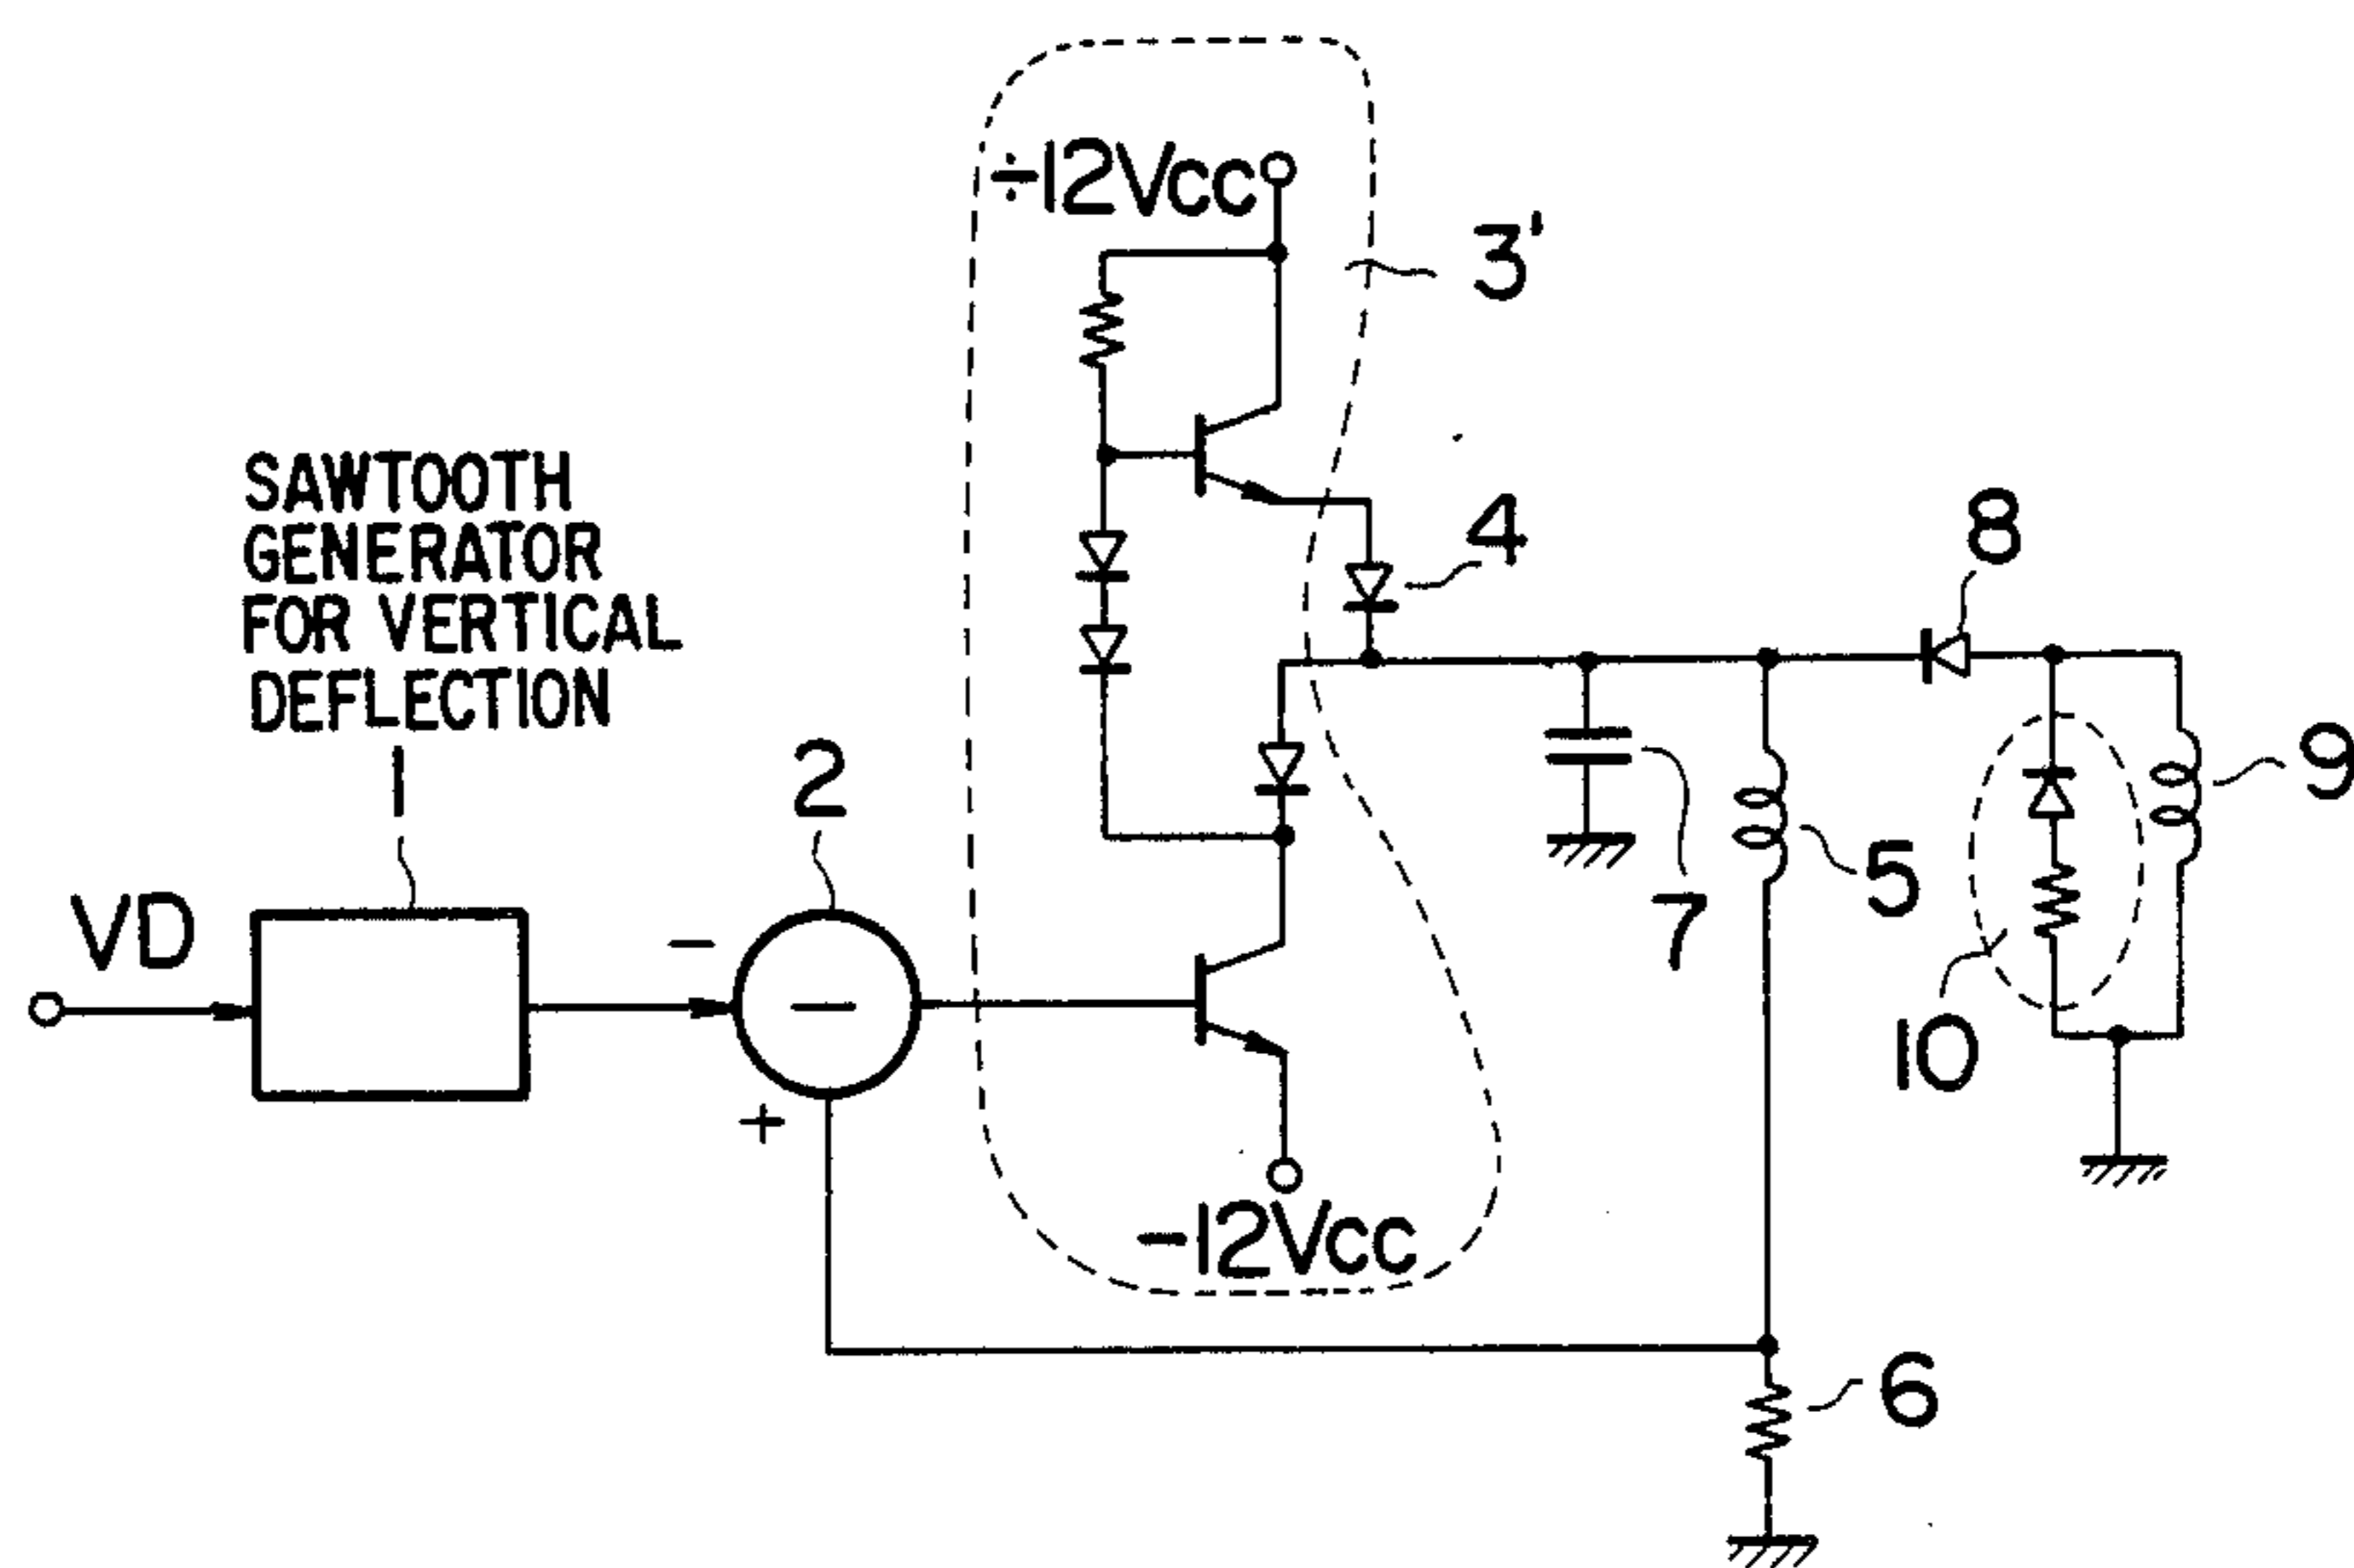 ÷12Vcc
3'
SAWTOOTH
GENERATOR
FOR VERTICAL
DEFLECTION
1
4
8
2
9
VD
−
−
7
5
10
+
-12Vcc
6